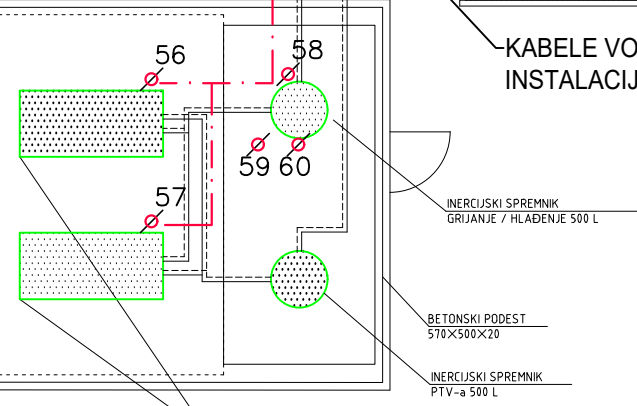 56
58
KABELE VO
INSTALACIJ
59 60
57
INERCIJSKI SPREMNIK
GRIJANJE / HLAĐENJE 500 L
BETONSKI PODEST
570X500X20
INERCIJSKI SPREMNIK
PTV-a 500 L